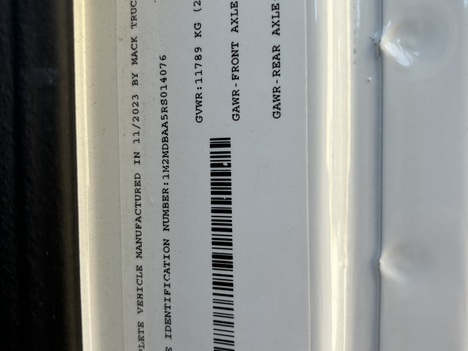 PLETE VEHICLE MANUFACTURED IN 11/2023 BY MACK TRUC
E IDENTIFICATION NUMBER:1M2MDBAA5RS014076
GVWR:11789 KG (2
GAWR-FRONT AXLE
GAWR-REAR AXLE